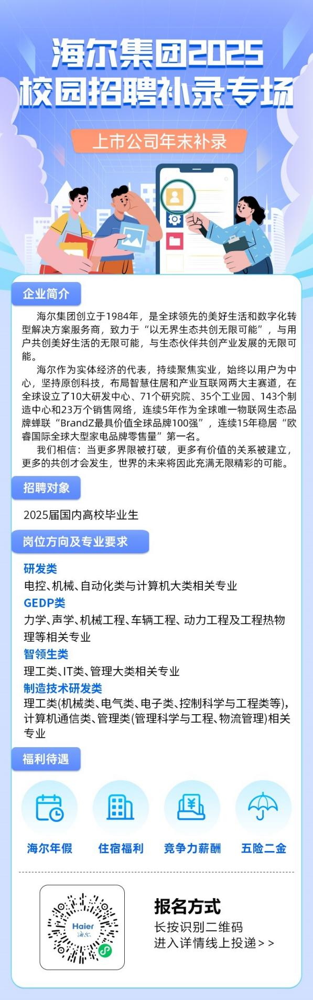 海尔集团2025
校园招聘补录专场
上市公司年末补录
企业简介
海尔集团创立于1984年，是全球领先的美好生活和数字化转
型解决方案服务商，致力于“以无界生态共创无限可能”，与用
户共创美好生活的无限可能，与生态伙伴共创产业发展的无限可
能。
海尔作为实体经济的代表，持续聚焦实业，始终以用户为中
心，坚持原创科技，布局智慧住居和产业互联网两大主赛道，在
全球设立了10大研发中心、71个研究院、35个工业园、143个制
造中心和23万个销售网络，连续5年作为全球唯一物联网生态品
牌蝉联“BrandZ最具价值全球品牌100强”，连续15年稳居“欧
睿国际全球大型家电品牌零售量”第一名。
我们相信：当更多界限被打破，更多有价值的关系被建立，
更多的共创才会发生，世界的未来将因此充满无限精彩的可能。
招聘对象
2025届国内高校毕业生
岗位方向及专业要求
研发类
电控、机械、自动化类与计算机大类相关专业
GEDP类
力学、声学、机械工程、车辆工程、动力工程及工程热物
理等相关专业
智领生类
理工类、IT类、管理大类相关专业
制造技术研发类
理工类(机械类、电气类、电子类、控制科学与工程类等)，
计算机通信类、管理类(管理科学与工程、物流管理)相关
专业
福利待遇
海尔年假 住宿福利 竞争力薪酬 五险二金
Haier
海尔
报名方式
长按识别二维码
进入详情线上投递>>